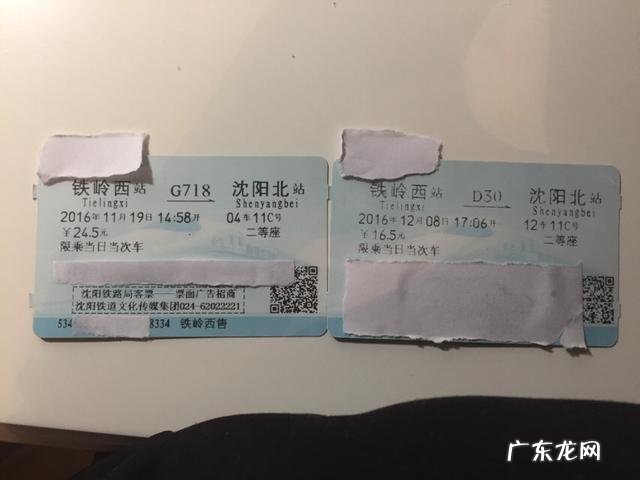 铁岭西站 G718 沈阳北站
Tielingxi Shenyangbei
2016年11月19日14:58开 04车11C号
￥24.5元 二等座
限乘当日当次车
沈阳铁路局客票——票面广告招商
沈阳铁道文化传媒集团024-62022221
534 8334 铁岭西售
铁岭西站 D30 沈阳北站
Tielingxi Shenyangbei
2016年12月08日17:06开 12车11C号
￥16.5元 二等座
限乘当日当次车
广东龙网